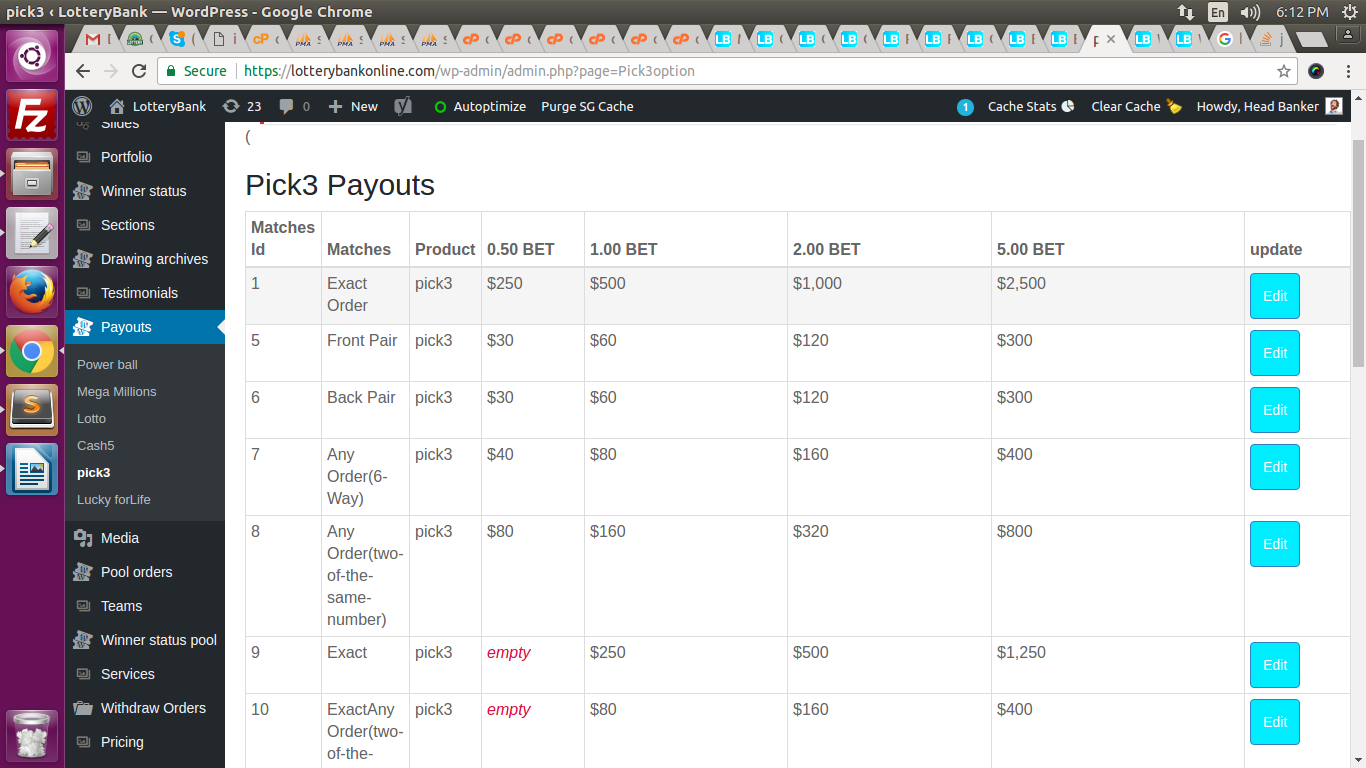 pick3 ‹ LotteryBank — WordPress - Google Chrome
En
6:12 PM
Secure
https://lotterybankonline.com/wp-admin/admin.php?page=Pick3option
LotteryBank
23
0
New
Autoptimize
Purge SG Cache
1
Cache Stats
Clear Cache
Howdy, Head Banker
Slides
Portfolio
Winner status
Sections
Drawing archives
Testimonials
Payouts
Power ball
Mega Millions
Lotto
Cash5
pick3
Lucky forLife
Media
Pool orders
Teams
Winner status pool
Services
Withdraw Orders
Pricing
(
Pick3 Payouts
Matches
Id Matches Product 0.50 BET 1.00 BET 2.00 BET 5.00 BET update
1 Exact pick3 $250 $500 $1,000 $2,500 Edit
Order
5 Front Pair pick3 $30 $60 $120 $300 Edit
6 Back Pair pick3 $30 $60 $120 $300 Edit
7 Any pick3 $40 $80 $160 $400 Edit
Order(6-
Way)
8 Any pick3 $80 $160 $320 $800 Edit
Order(two-
of-the-
same-
number)
9 Exact pick3 empty $250 $500 $1,250 Edit
10 ExactAny pick3 empty $80 $160 $400 Edit
Order(two-
of-the-